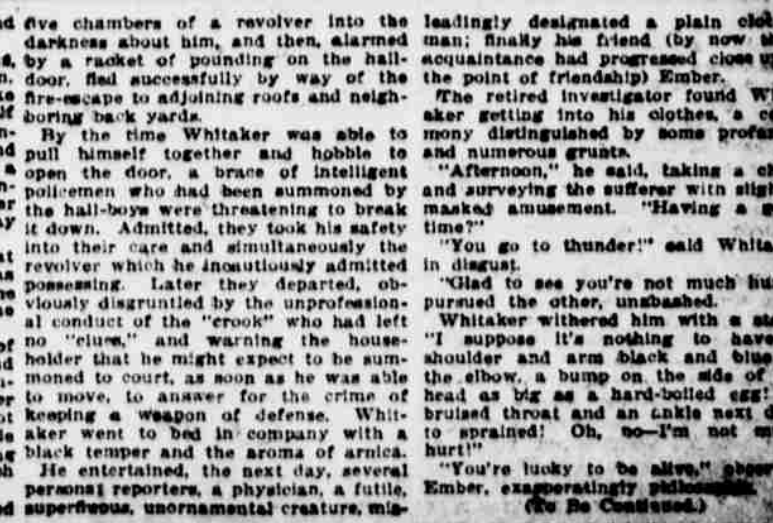 five chambers of a revolver into the
darkness about him, and then, alarmed
by a racket of pounding on the hall-
door, fled successfully by way of the
fire-escape to adjoining roofs and neigh-
boring back yards.
By the time Whitaker was able to
pull himself together and hobble to
open the door, a brace of intelligent
policemen who had been summoned by
the hall-boys were threatening to break
it down. Admitted, they took his safety
into their care and simultaneously the
revolver which he incautiously admitted
possessing. Later they departed, ob-
viously disgruntled by the unprofession-
al conduct of the "crook" who had left
no "clues," and warning the house-
holder that he might expect to be sum-
moned to court, as soon as he was able
to move, to answer for the crime of
keeping a weapon of defense. Whit-
aker went to bed in company with a
black temper and the aroma of arnica.
He entertained, the next day, several
personal reporters, a physician, a futile,
superfluous, unornamental creature, mis-
leadingly designated a plain
man; finally his friend (by now
acquaintance had progressed close
the point of friendship) Ember.
The retired investigator found
aker getting into his clothes, a
mony distinguished by some
and numerous grunts.
"Afternoon," he said, taking a
and surveying the sufferer with
masked amusement. "Having a
time?"
"You go to thunder!" said
in disgust.
"Glad to see you're not much
pursued the other, unabashed.
Whitaker withered him with a
"I suppose it's nothing to have
shoulder and arm black and blue
the elbow, a bump on the side of
head as big as a hard-boiled egg!
bruised throat and an ankle next
to sprained! Oh, no—I'm not
hurt!"
"You're lucky to be alive,"
Ember, exasperatingly
(To Be Continued.)